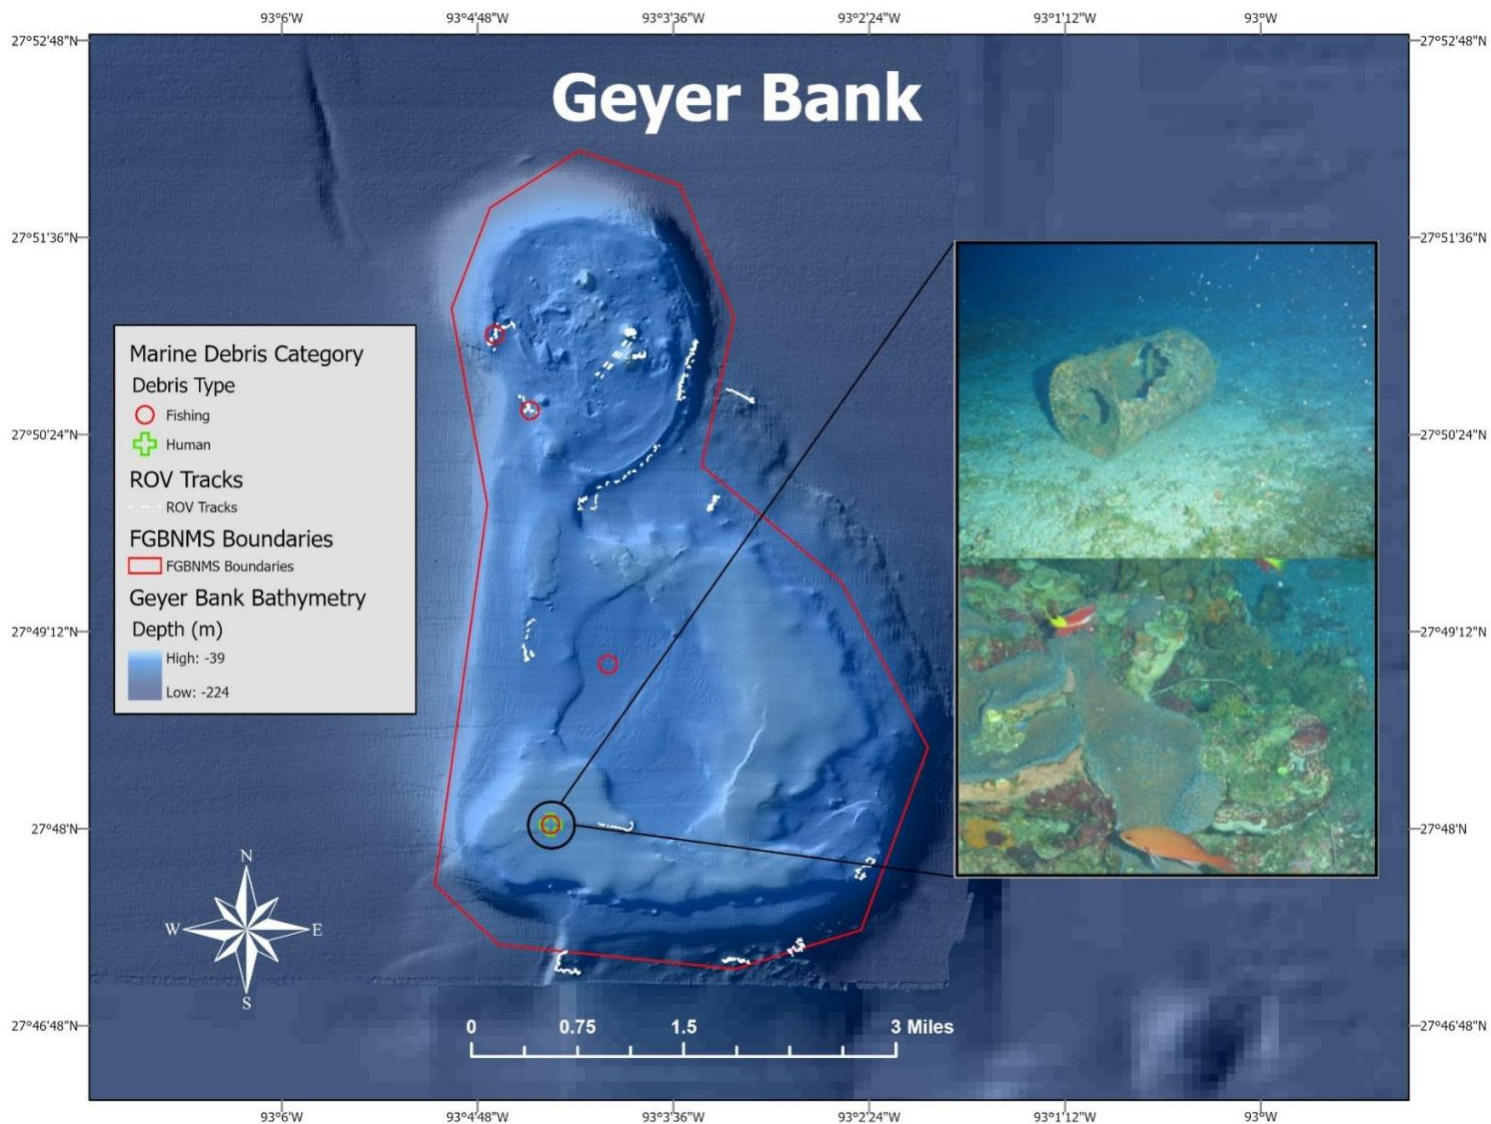 93°6'W 93°4'48"W 93°3'36"W 93°2'24"W 93°1'12"W 93°W
27°52'48"N 27°52'48"N
Geyer Bank
27°51'36"N 27°51'36"N
Marine Debris Category
Debris Type
Fishing
Human
ROV Tracks
ROV Tracks
FGBNMS Boundaries
FGBNMS Boundaries
Geyer Bank Bathymetry
Depth (m)
High: -39
Low: -224
27°50'24"N 27°50'24"N
27°49'12"N 27°49'12"N
27°48'N 27°48'N
N
W E
S
27°46'48"N 27°46'48"N
0 0.75 1.5 3 Miles
93°6'W 93°4'48"W 93°3'36"W 93°2'24"W 93°1'12"W 93°W